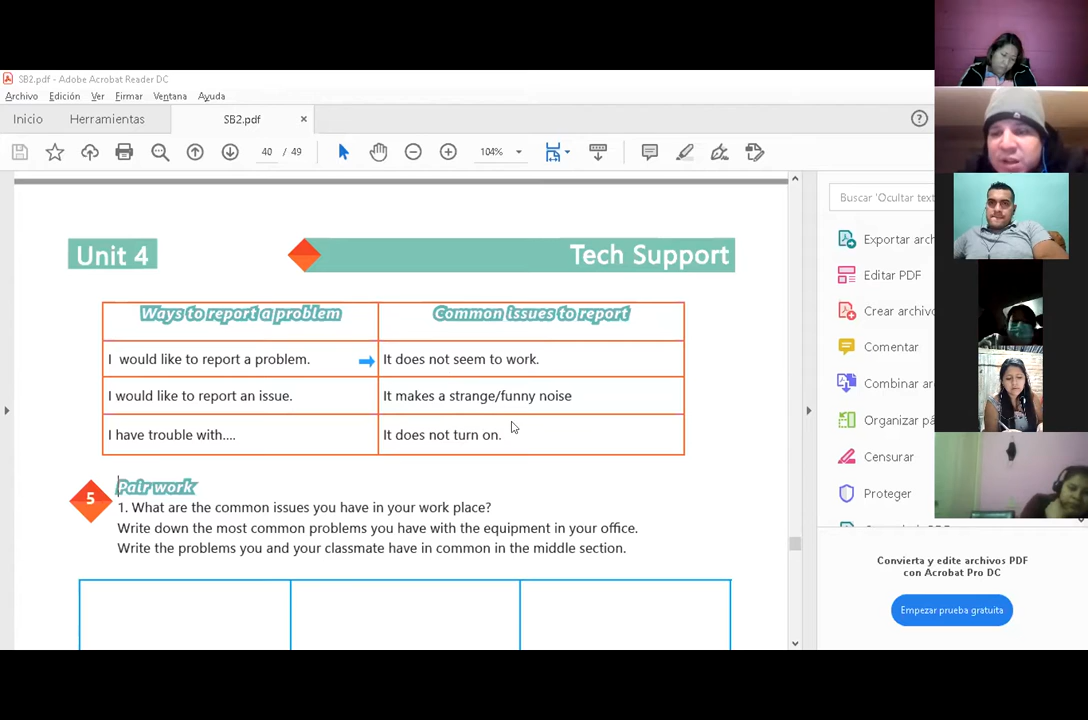 SB2.pdf - Adobe Acrobat Reader DC
Archivo Edición Ver Firmar Ventana Ayuda
Inicio Herramientas SB2.pdf ×
40 / 49 104%
Buscar 'Ocultar text
Exportar arch
Editar PDF
Crear archivo
Comentar
Combinar ar
Organizar pág
Censurar
Proteger
Convierta y edite archivos PDF
con Acrobat Pro DC
Empezar prueba gratuita
Unit 4 Tech Support
Ways to report a problem Common issues to report
I would like to report a problem. It does not seem to work.
I would like to report an issue. It makes a strange/funny noise
I have trouble with.... It does not turn on.
5 Pair work
1. What are the common issues you have in your work place?
Write down the most common problems you have with the equipment in your office.
Write the problems you and your classmate have in common in the middle section.